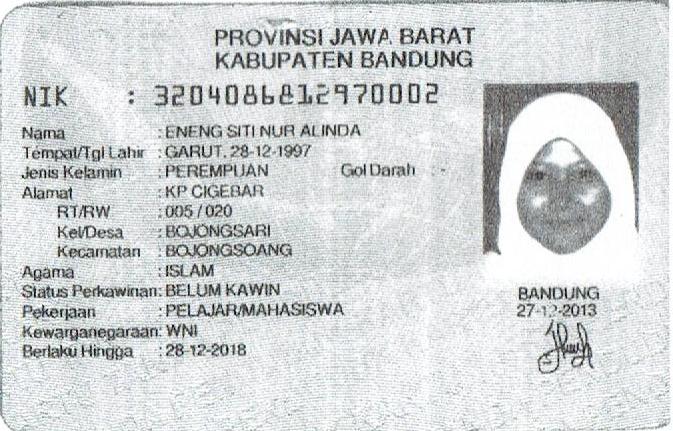 PROVINSI JAWA BARAT
KABUPATEN BANDUNG
NIK : 3204086812970002
Nama : ENENG SITI NUR ALINDA
Tempat/Tgl Lahir : GARUT, 28-12-1997
Jenis Kelamin : PEREMPUAN Gol Darah : -
Alamat : KP CIGEBAR
RT/RW : 005 / 020
Kel/Desa : BOJONGSARI
Kecamatan : BOJONGSOANG
Agama : ISLAM
Status Perkawinan: BELUM KAWIN
Pekerjaan : PELAJAR/MAHASISWA
Kewarganegaraan: WNI
Berlaku Hingga : 28-12-2018
BANDUNG
27-12-2013